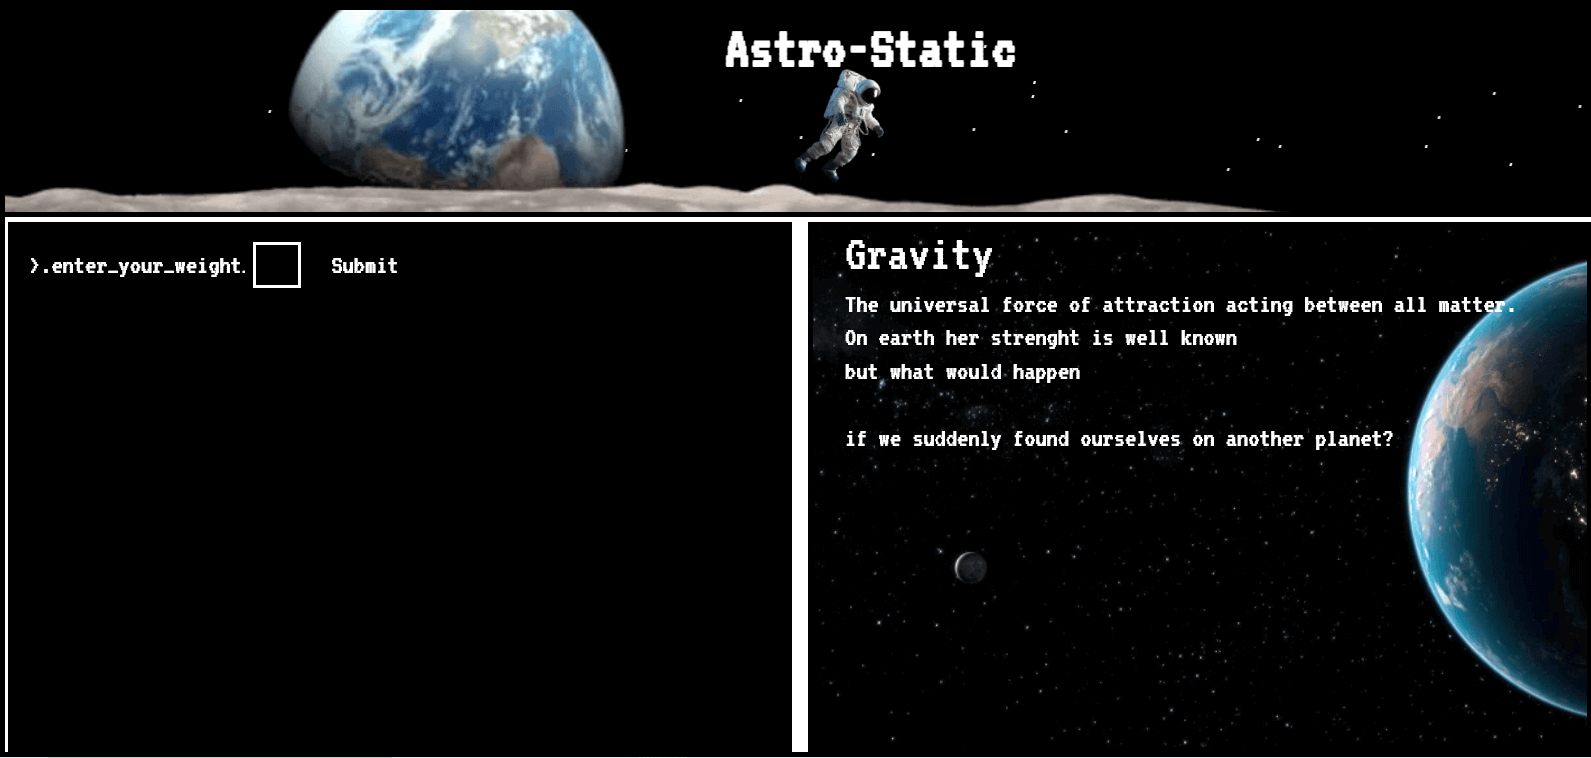 Astro-Static
>.enter_your_weight. Submit
Gravity
The universal force of attraction acting between all matter.
On earth her strenght is well known
but what would happen
if we suddenly found ourselves on another planet?